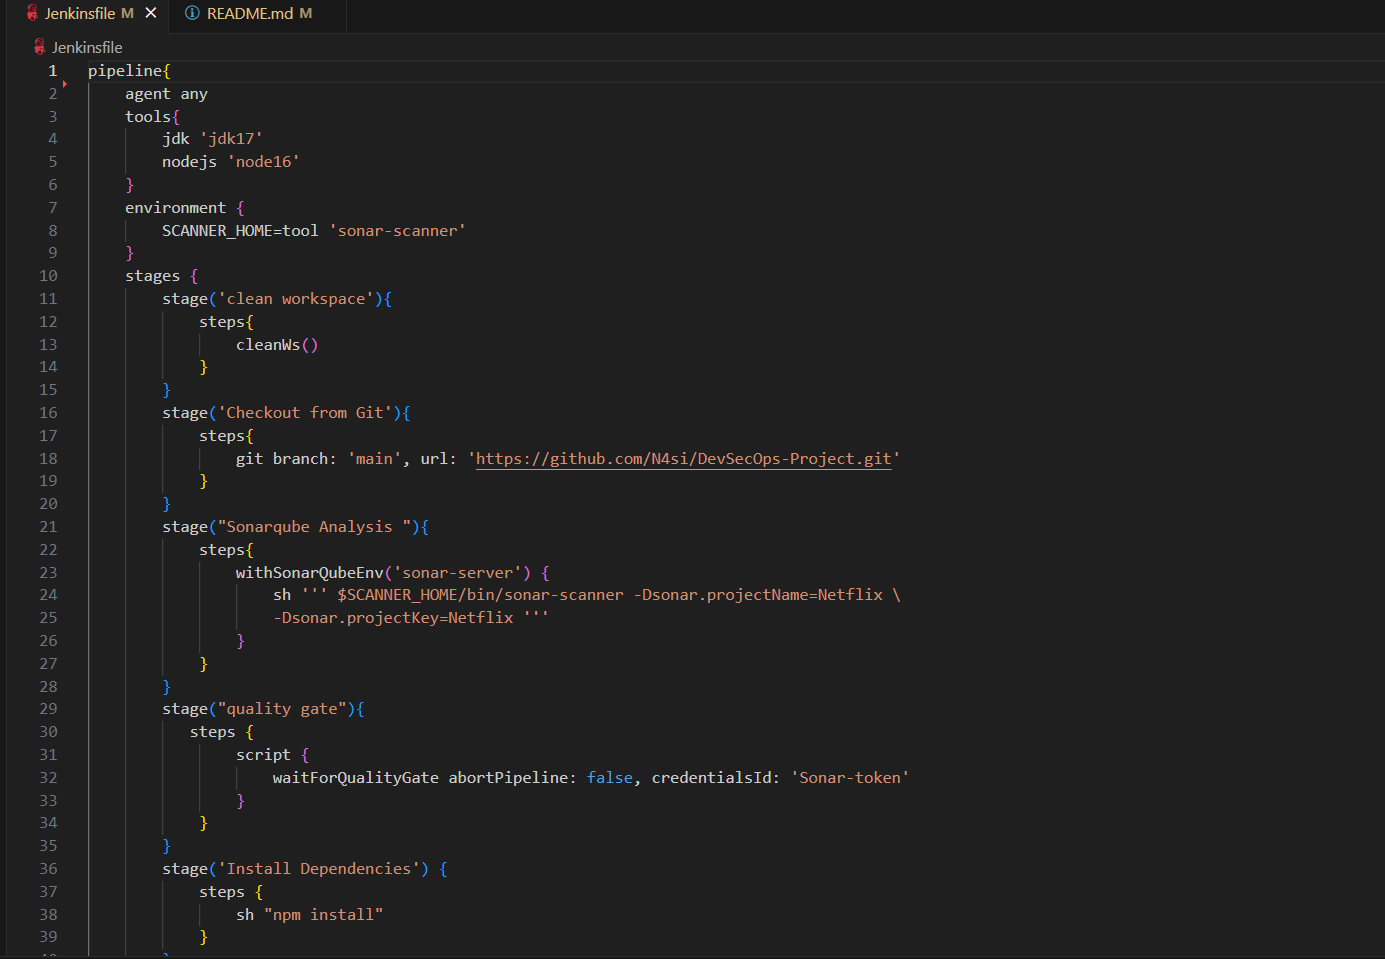 Jenkinsfile M
README.md M
Jenkinsfile
1 pipeline{
2     agent any
3     tools{
4         jdk 'jdk17'
5         nodejs 'node16'
6     }
7     environment {
8         SCANNER_HOME=tool 'sonar-scanner'
9     }
10     stages {
11         stage('clean workspace'){
12             steps{
13                 cleanWs()
14             }
15         }
16         stage('Checkout from Git'){
17             steps{
18                 git branch: 'main', url: 'https://github.com/N4si/DevSecOps-Project.git'
19             }
20         }
21         stage("Sonarqube Analysis "){
22             steps{
23                 withSonarQubeEnv('sonar-server') {
24                     sh ''' $SCANNER_HOME/bin/sonar-scanner -Dsonar.projectName=Netflix \
25                     -Dsonar.projectKey=Netflix '''
26                 }
27             }
28         }
29         stage("quality gate"){
30            steps {
31                 script {
32                     waitForQualityGate abortPipeline: false, credentialsId: 'Sonar-token'
33                 }
34             }
35         }
36         stage('Install Dependencies') {
37             steps {
38                 sh "npm install"
39             }